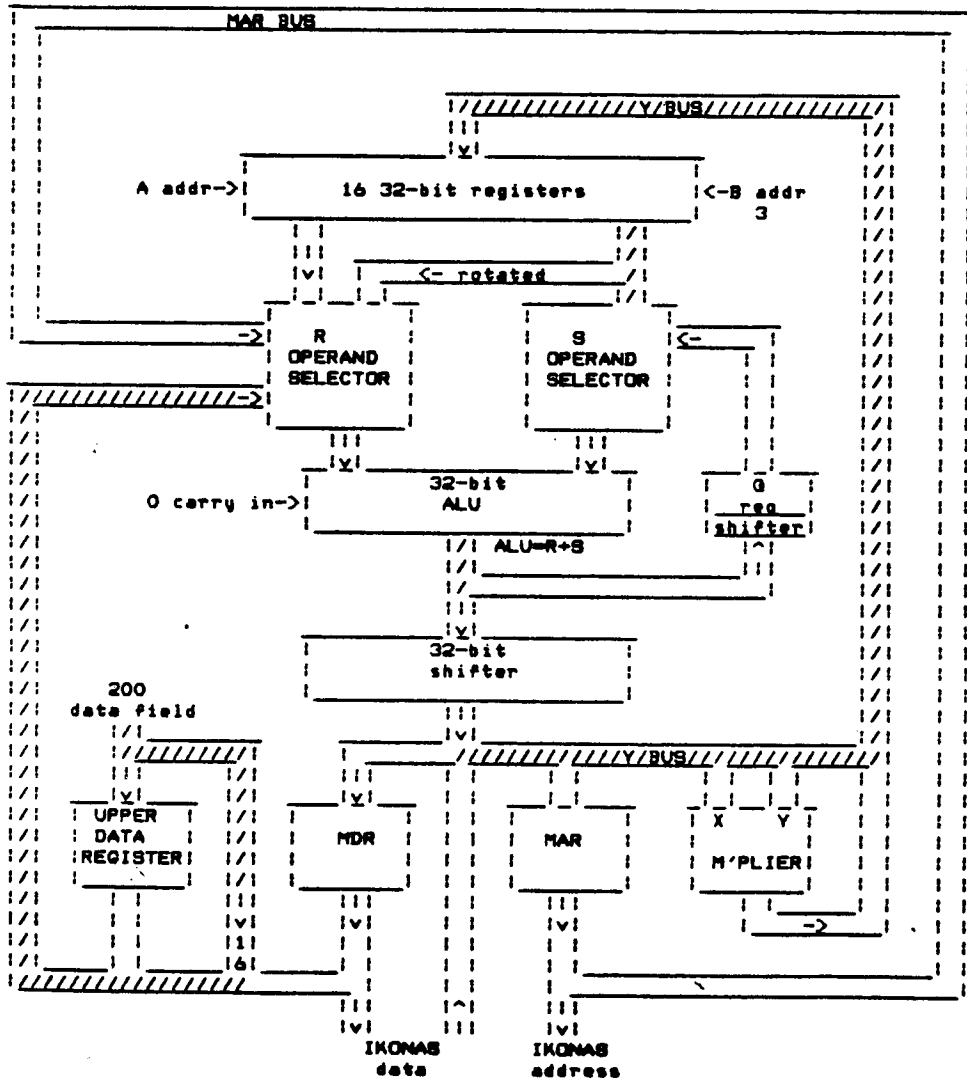 MAR BUS
Y/BUS
A addr->
16 32-bit registers
<-B addr
3
<- rotated
->
R
OPERAND
SELECTOR
S
OPERAND
SELECTOR
<-
->
0 carry in->
32-bit
ALU
Q
reg
shifter
ALU=R+S
32-bit
shifter
200
data field
Y/BUS
UPPER
DATA
REGISTER
MDR
MAR
X Y
M'PLIER
->
16
IKONAS
data
IKONAS
address